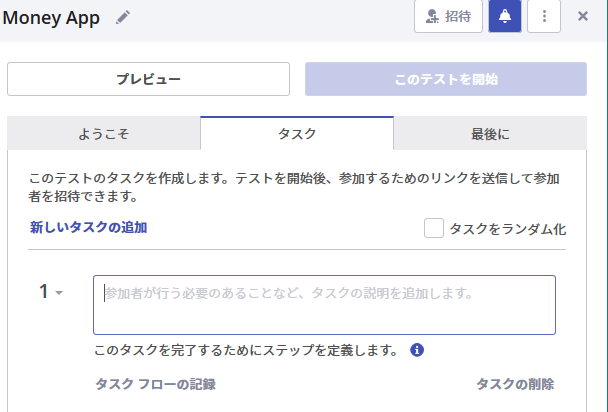 Money App
招待
プレビュー
このテストを開始
ようこそ
タスク
最後に
このテストのタスクを作成します。テストを開始後、参加するためのリンクを送信して参加
者を招待できます。
新しいタスクの追加
タスクをランダム化
1
参加者が行う必要のあることなど、タスクの説明を追加します。
このタスクを完了するためにステップを定義します。
タスク フローの記録
タスクの削除